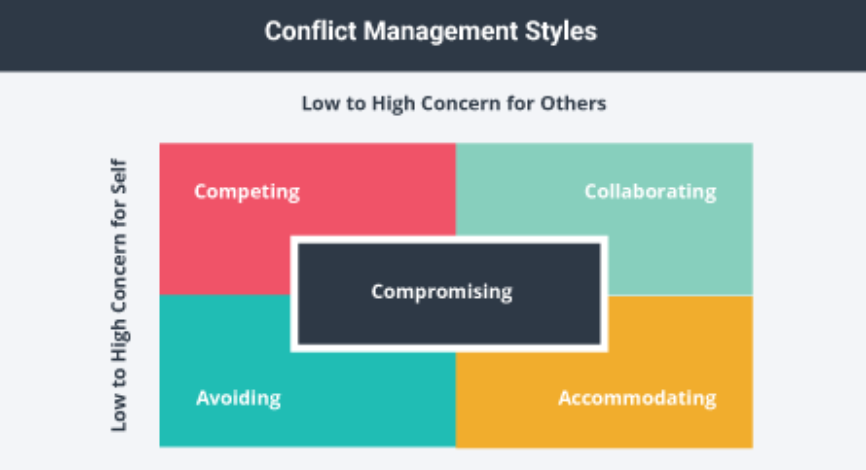 Conflict Management Styles
Low to High Concern for Others
Low to High Concern for Self
Competing
Collaborating
Compromising
Avoiding
Accommodating